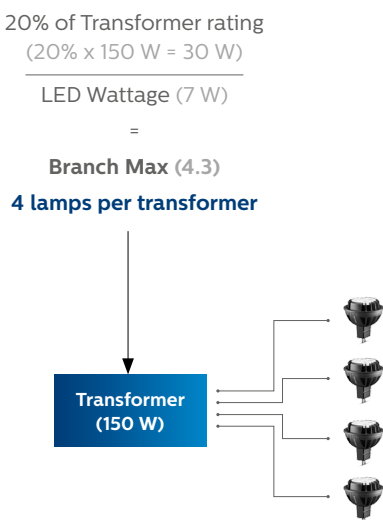 20% of Transformer rating
(20% x 150 W = 30 W)
LED Wattage (7 W)
=
Branch Max (4.3)
4 lamps per transformer
Transformer
(150 W)